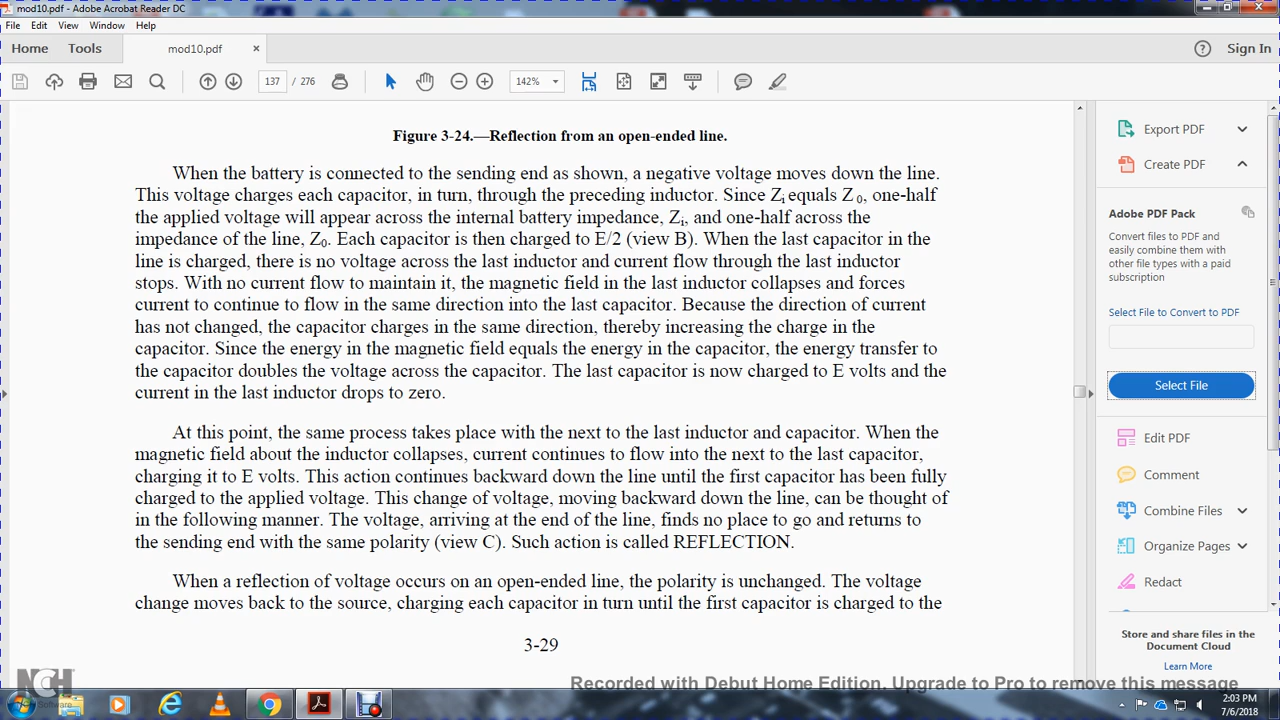 mod10.pdf - Adobe Acrobat Reader DC
File Edit View Window Help
Home Tools mod10.pdf × Sign In
137 / 276 142%
Figure 3-24.—Reflection from an open-ended line.
When the battery is connected to the sending end as shown, a negative voltage moves down the line.
This voltage charges each capacitor, in turn, through the preceding inductor. Since Zi equals Z 0, one-half
the applied voltage will appear across the internal battery impedance, Zi, and one-half across the
impedance of the line, Z0. Each capacitor is then charged to E/2 (view B). When the last capacitor in the
line is charged, there is no voltage across the last inductor and current flow through the last inductor
stops. With no current flow to maintain it, the magnetic field in the last inductor collapses and forces
current to continue to flow in the same direction into the last capacitor. Because the direction of current
has not changed, the capacitor charges in the same direction, thereby increasing the charge in the
capacitor. Since the energy in the magnetic field equals the energy in the capacitor, the energy transfer to
the capacitor doubles the voltage across the capacitor. The last capacitor is now charged to E volts and the
current in the last inductor drops to zero.
At this point, the same process takes place with the next to the last inductor and capacitor. When the
magnetic field about the inductor collapses, current continues to flow into the next to the last capacitor,
charging it to E volts. This action continues backward down the line until the first capacitor has been fully
charged to the applied voltage. This change of voltage, moving backward down the line, can be thought of
in the following manner. The voltage, arriving at the end of the line, finds no place to go and returns to
the sending end with the same polarity (view C). Such action is called REFLECTION.
When a reflection of voltage occurs on an open-ended line, the polarity is unchanged. The voltage
change moves back to the source, charging each capacitor in turn until the first capacitor is charged to the
3-29
Export PDF
Create PDF
Adobe PDF Pack
Convert files to PDF and
easily combine them with
other file types with a paid
subscription
Select File to Convert to PDF
Select File
Edit PDF
Comment
Combine Files
Organize Pages
Redact
Store and share files in the
Document Cloud
Learn More
NCH
Software
Recorded with Debut Home Edition. Upgrade to Pro to remove this message
2:03 PM
7/6/2018